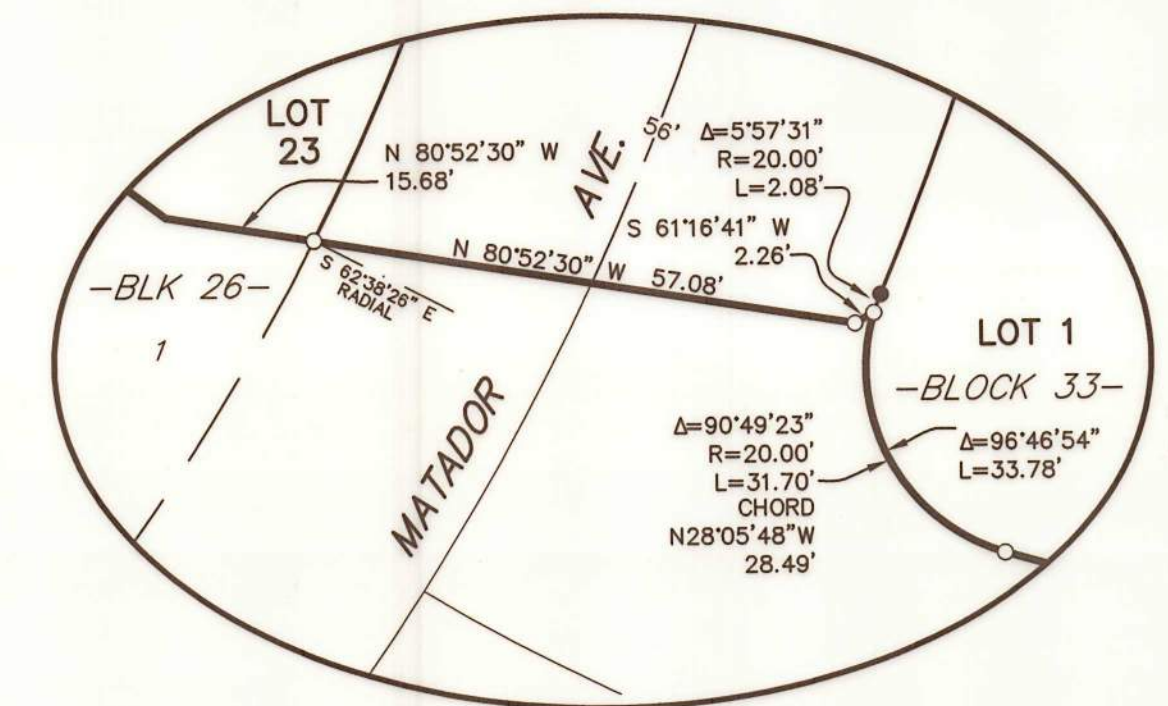 LOT
23
N 80°52'30" W
15.68'
AVE.
56'
Δ=5°57'31"
R=20.00'
L=2.08'
S 61°16'41" W
2.26'
N 80°52'30" W 57.08'
S 62°38'26" E
RADIAL
-BLK 26-
1
MATADOR
LOT 1
-BLOCK 33-
Δ=96°46'54"
L=33.78'
Δ=90°49'23"
R=20.00'
L=31.70'
CHORD
N28°05'48"W
28.49'